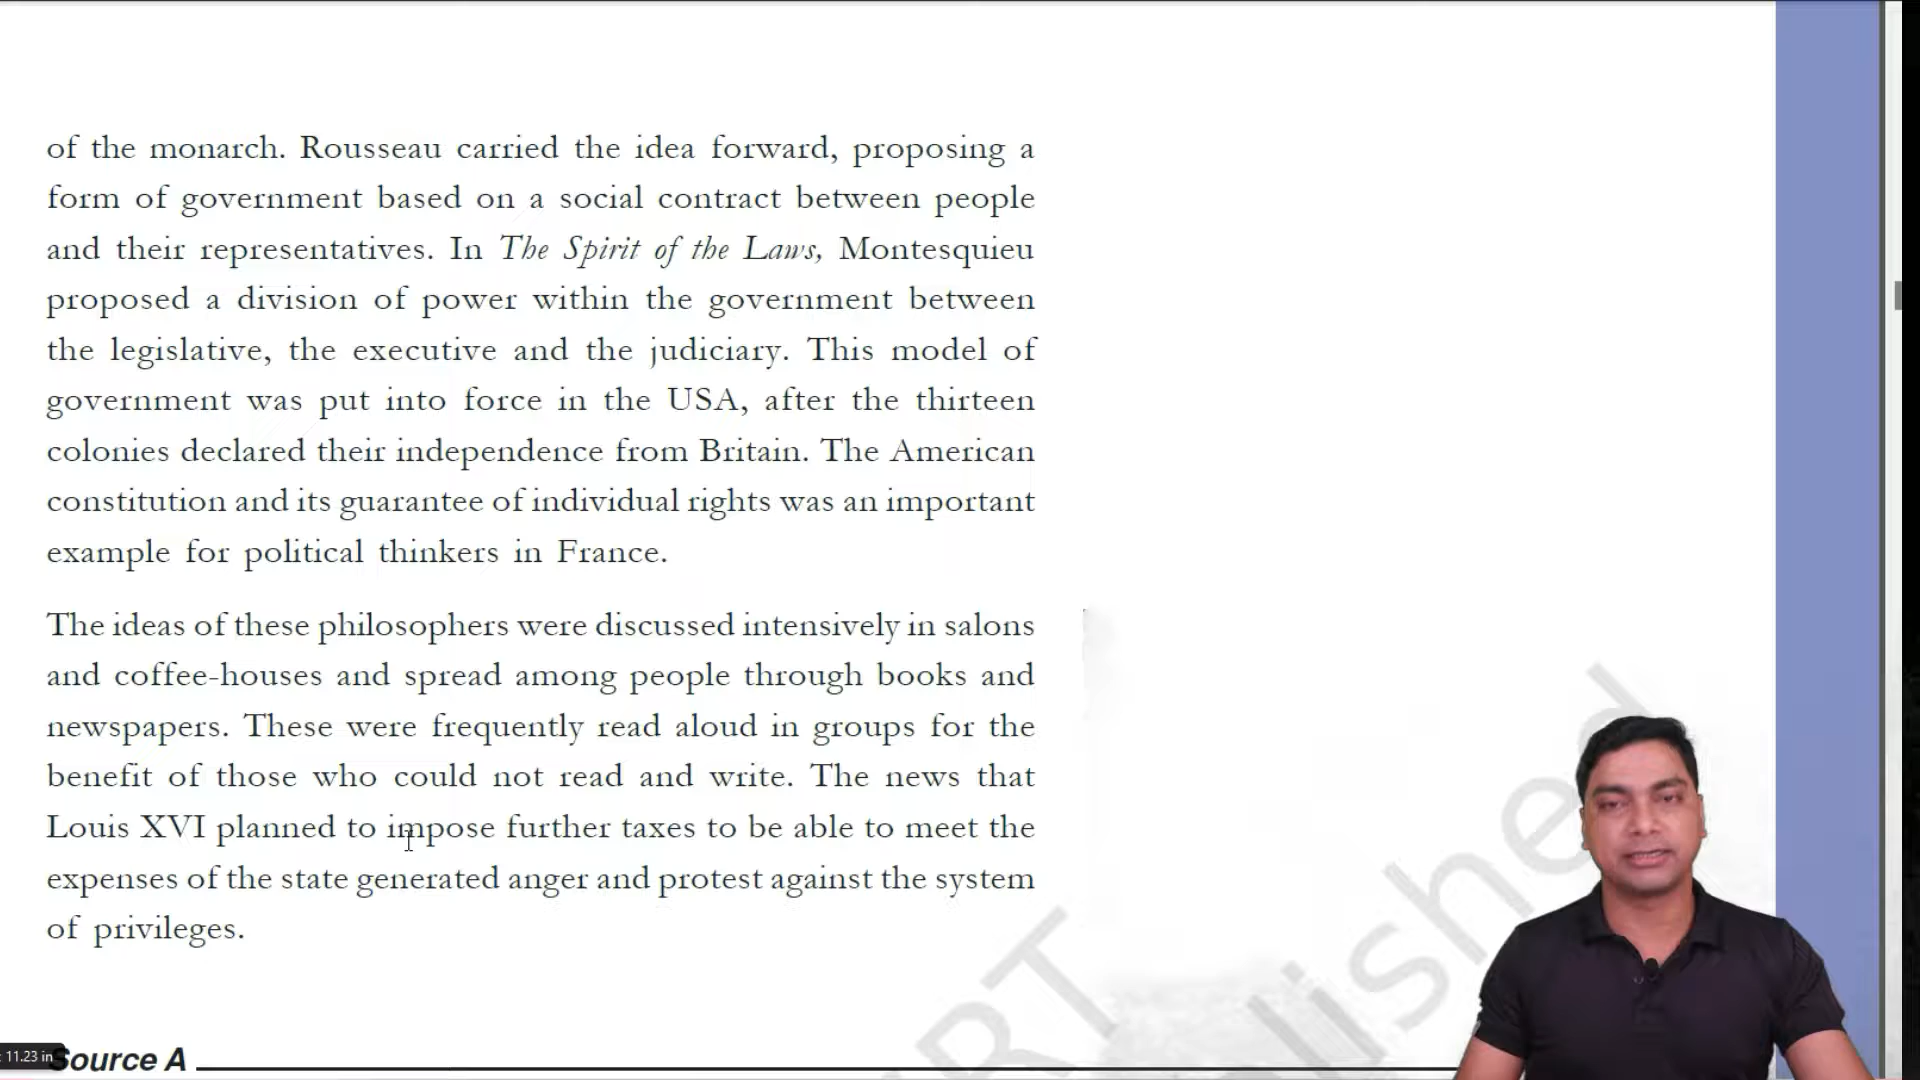 of the monarch. Rousseau carried the idea forward, proposing a
form of government based on a social contract between people
and their representatives. In The Spirit of the Laws, Montesquieu
proposed a division of power within the government between
the legislative, the executive and the judiciary. This model of
government was put into force in the USA, after the thirteen
colonies declared their independence from Britain. The American
constitution and its guarantee of individual rights was an important
example for political thinkers in France.
The ideas of these philosophers were discussed intensively in salons
and coffee-houses and spread among people through books and
newspapers. These were frequently read aloud in groups for the
benefit of those who could not read and write. The news that
Louis XVI planned to impose further taxes to be able to meet the
expenses of the state generated anger and protest against the system
of privileges.
: 11.23 in
Source A
RT
lished